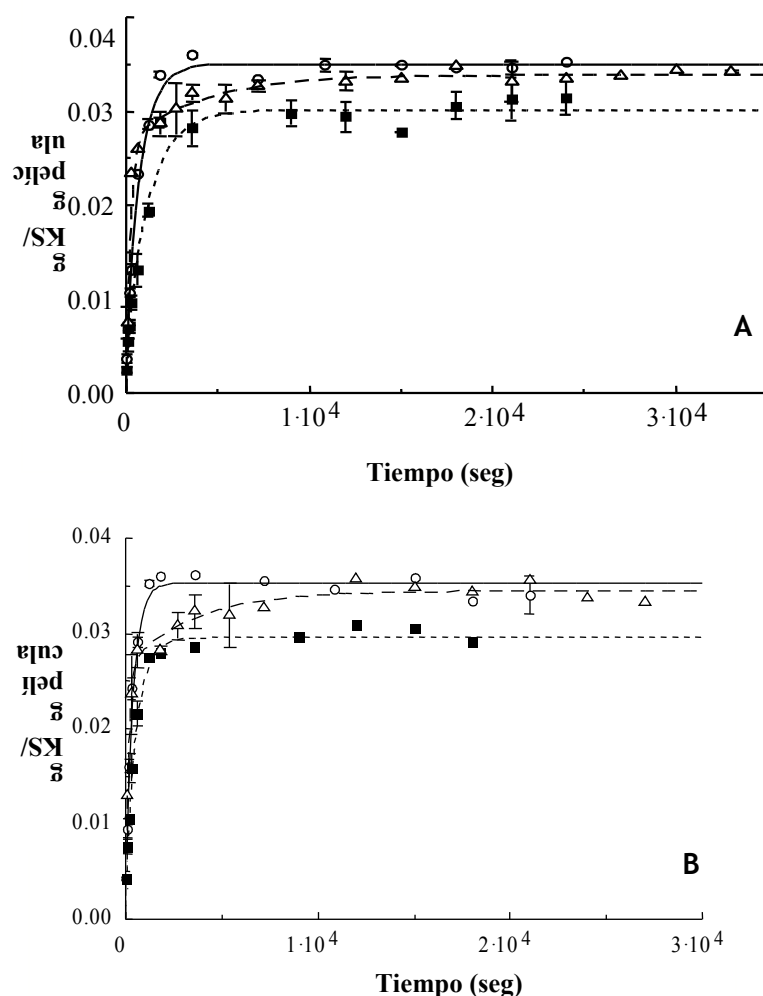 0.04
0.03
0.02
0.01
0.00
g KS/
g pelíc
ula
A
0 1·10⁴ 2·10⁴ 3·10⁴
Tiempo (seg)
0.04
0.03
0.02
0.01
0.00
g KS/
g pelí
cula
B
0 1·10⁴ 2·10⁴ 3·10⁴
Tiempo (seg)